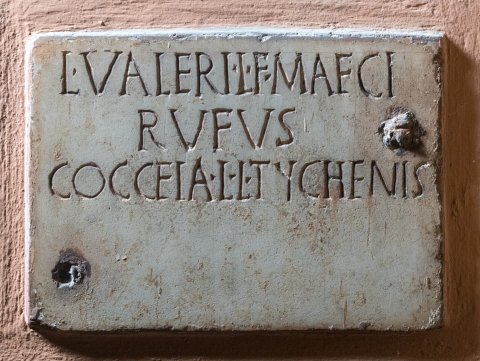 L·VALERI·L·F·MAECI
RVFVS
COCCEIA·L·L·TYCHENIS